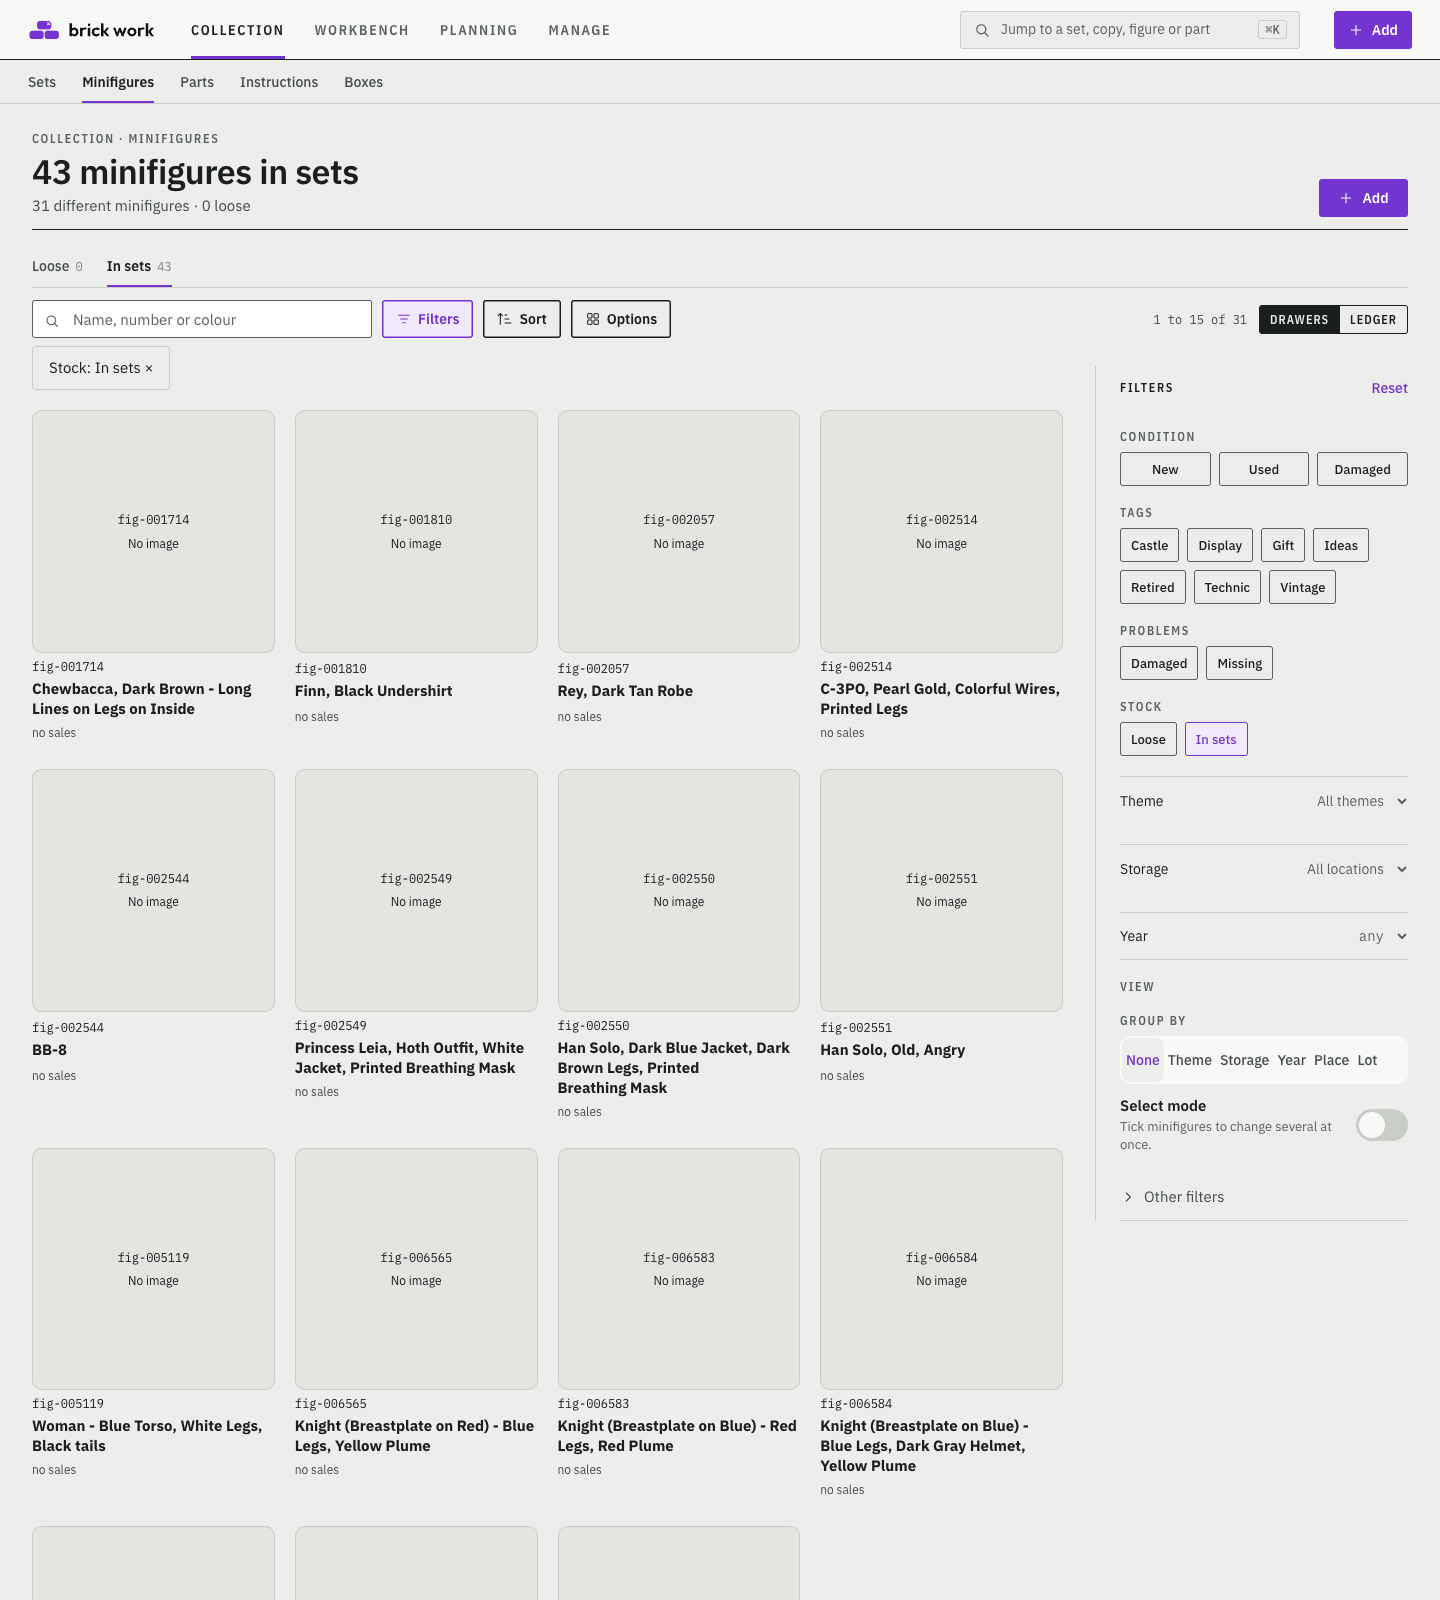 brick work
COLLECTION
WORKBENCH
PLANNING
MANAGE
Jump to a set, copy, figure or part
⌘K
+ Add
Sets
Minifigures
Parts
Instructions
Boxes
COLLECTION · MINIFIGURES
43 minifigures in sets
31 different minifigures · 0 loose
+ Add
Loose 0
In sets 43
Name, number or colour
Filters
Sort
Options
1 to 15 of 31
DRAWERS
LEDGER
Stock: In sets ×
fig-001714
No image
fig-001810
No image
fig-002057
No image
fig-002514
No image
fig-001714
Chewbacca, Dark Brown - Long
Lines on Legs on Inside
no sales
fig-001810
Finn, Black Undershirt
no sales
fig-002057
Rey, Dark Tan Robe
no sales
fig-002514
C-3PO, Pearl Gold, Colorful Wires,
Printed Legs
no sales
fig-002544
No image
fig-002549
No image
fig-002550
No image
fig-002551
No image
fig-002544
BB-8
no sales
fig-002549
Princess Leia, Hoth Outfit, White
Jacket, Printed Breathing Mask
no sales
fig-002550
Han Solo, Dark Blue Jacket, Dark
Brown Legs, Printed
Breathing Mask
no sales
fig-002551
Han Solo, Old, Angry
no sales
fig-005119
No image
fig-006565
No image
fig-006583
No image
fig-006584
No image
fig-005119
Woman - Blue Torso, White Legs,
Black tails
no sales
fig-006565
Knight (Breastplate on Red) - Blue
Legs, Yellow Plume
no sales
fig-006583
Knight (Breastplate on Blue) - Red
Legs, Red Plume
no sales
fig-006584
Knight (Breastplate on Blue) -
Blue Legs, Dark Gray Helmet,
Yellow Plume
no sales
FILTERS
Reset
CONDITION
New
Used
Damaged
TAGS
Castle
Display
Gift
Ideas
Retired
Technic
Vintage
PROBLEMS
Damaged
Missing
STOCK
Loose
In sets
Theme
All themes
Storage
All locations
Year
any
VIEW
GROUP BY
None
Theme
Storage
Year
Place
Lot
Select mode
Tick minifigures to change several at
once.
Other filters